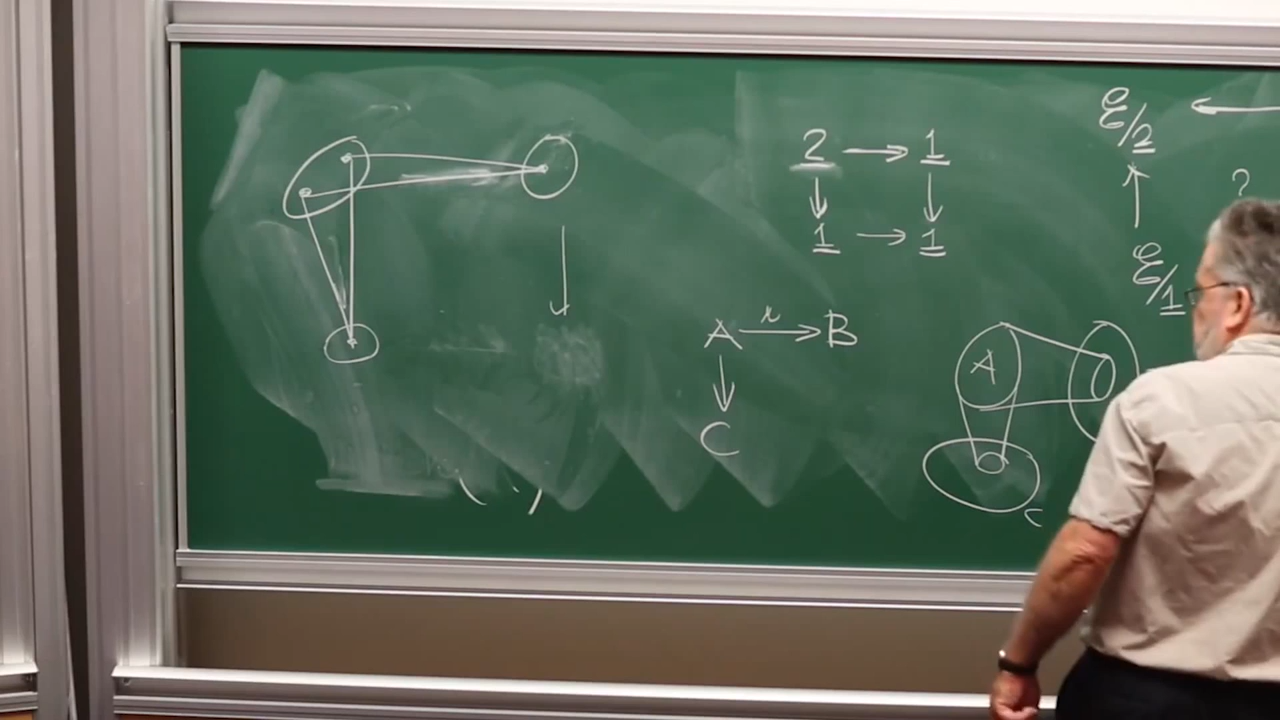 2 → 1
↓ ↓
1 → 1
A → B
↓
C
ℰ/2 ←
↑ ?
ℰ/1
A
C